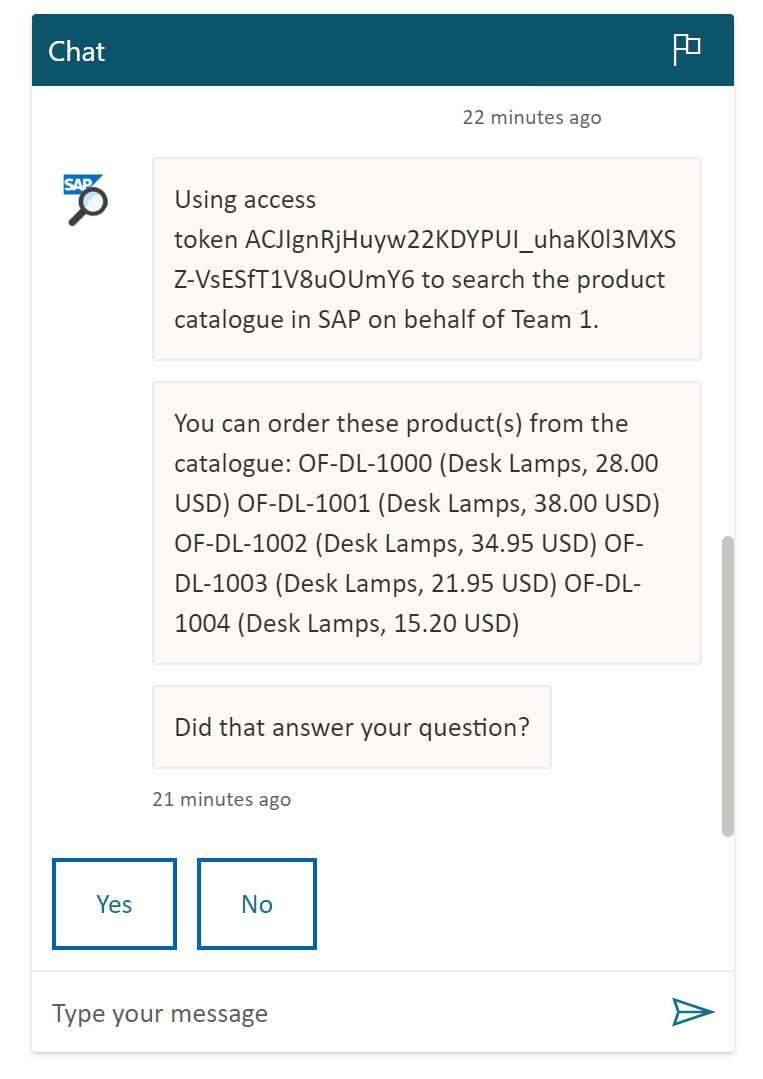 Chat
22 minutes ago
SAP
Using access
token ACJIgnRjHuyw22KDYPUI_uhaK0l3MXS
Z-VsESfT1V8uOUmY6 to search the product
catalogue in SAP on behalf of Team 1.
You can order these product(s) from the
catalogue: OF-DL-1000 (Desk Lamps, 28.00
USD) OF-DL-1001 (Desk Lamps, 38.00 USD)
OF-DL-1002 (Desk Lamps, 34.95 USD) OF-
DL-1003 (Desk Lamps, 21.95 USD) OF-DL-
1004 (Desk Lamps, 15.20 USD)
Did that answer your question?
21 minutes ago
Yes
No
Type your message